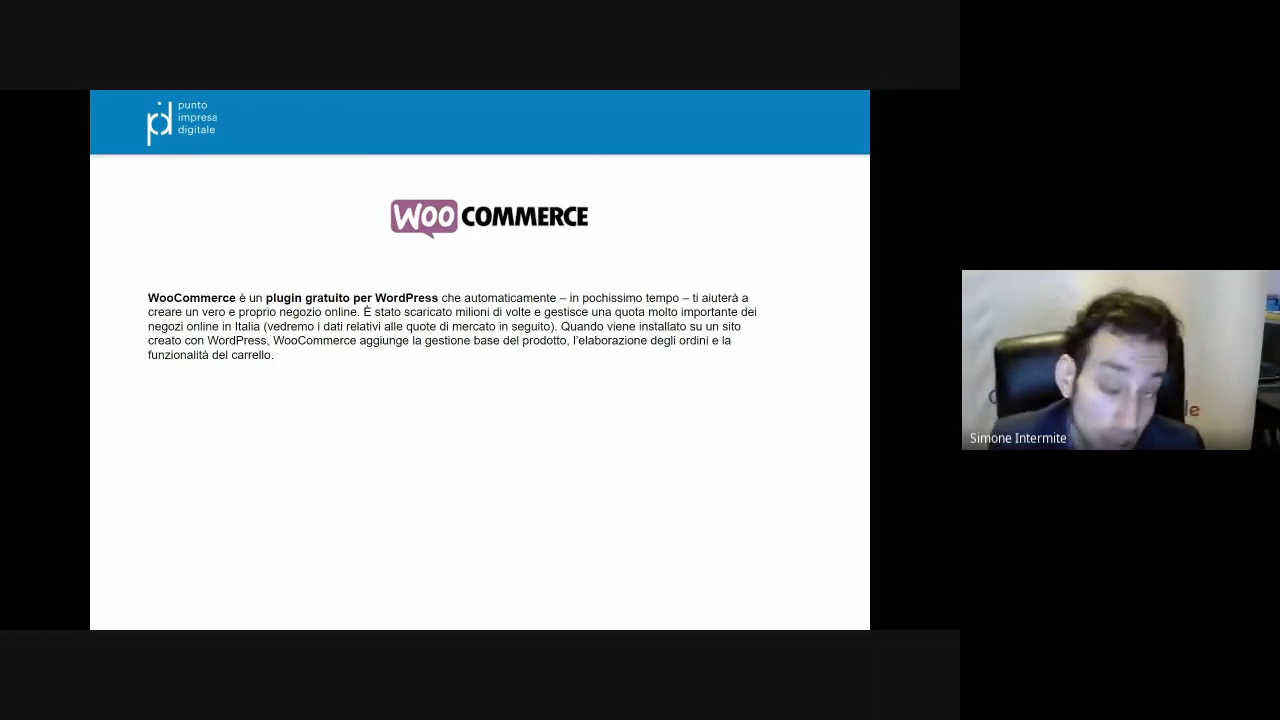 punto
impresa
digitale
WOO COMMERCE
WooCommerce è un plugin gratuito per WordPress che automaticamente – in pochissimo tempo – ti aiuterà a
creare un vero e proprio negozio online. È stato scaricato milioni di volte e gestisce una quota molto importante dei
negozi online in Italia (vedremo i dati relativi alle quote di mercato in seguito). Quando viene installato su un sito
creato con WordPress, WooCommerce aggiunge la gestione base del prodotto, l'elaborazione degli ordini e la
funzionalità del carrello.
Simone Intermite